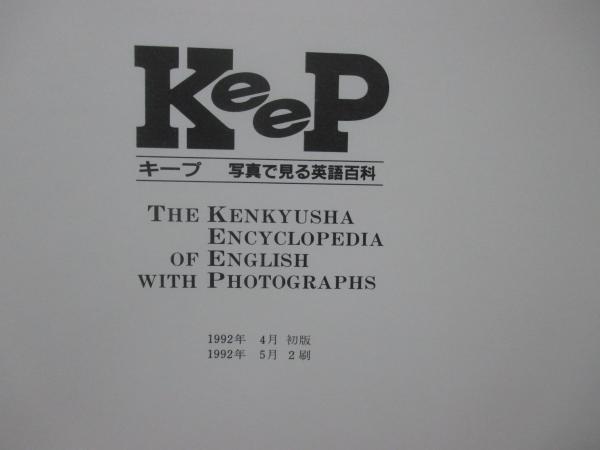 KeeP
キープ 写真で見る英語百科
THE KENKYUSHA
ENCYCLOPEDIA
OF ENGLISH
WITH PHOTOGRAPHS
1992年 4月 初版
1992年 5月 2刷